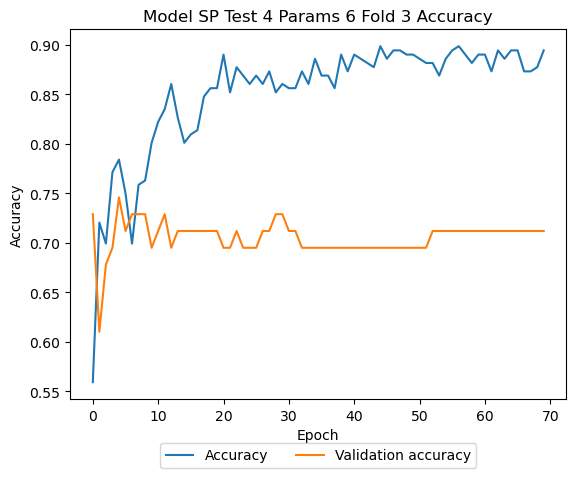 Model SP Test 4 Params 6 Fold 3 Accuracy
0.90
0.85
0.80
0.75
0.70
0.65
0.60
0.55
Accuracy
0 10 20 30 40 50 60 70
Epoch
Accuracy Validation accuracy